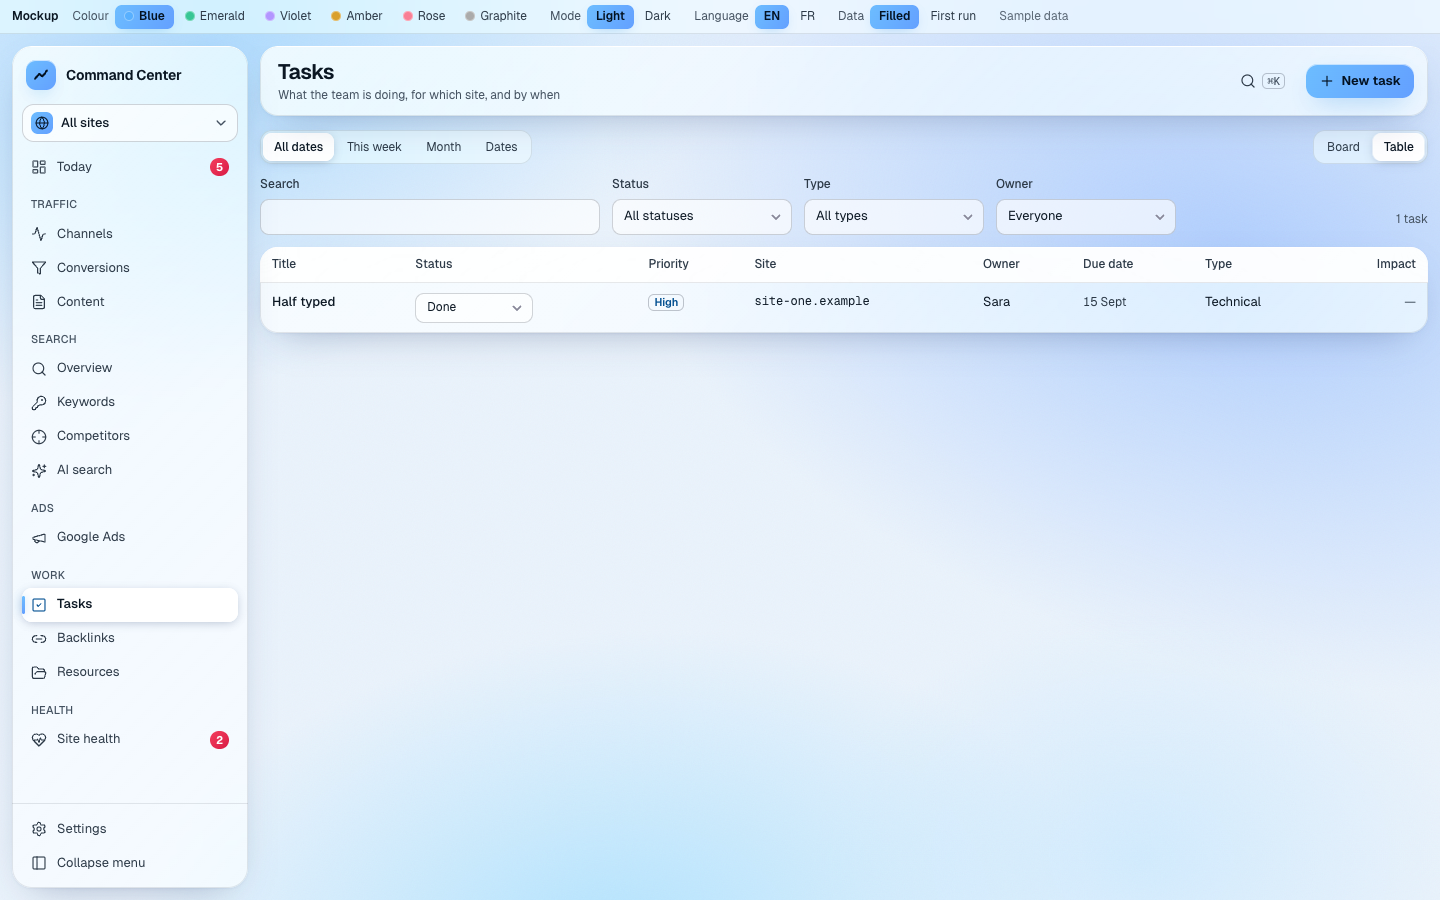 Mockup Colour Blue Emerald Violet Amber Rose Graphite Mode Light Dark Language EN FR Data Filled First run Sample data
Command Center
All sites
Today 5
TRAFFIC
Channels
Conversions
Content
SEARCH
Overview
Keywords
Competitors
AI search
ADS
Google Ads
WORK
Tasks
Backlinks
Resources
HEALTH
Site health 2
Settings
Collapse menu
Tasks
What the team is doing, for which site, and by when
⌘K
New task
All dates This week Month Dates
Board Table
Search Status Type Owner
All statuses All types Everyone
1 task
Title Status Priority Site Owner Due date Type Impact
Half typed Done High site-one.example Sara 15 Sept Technical —